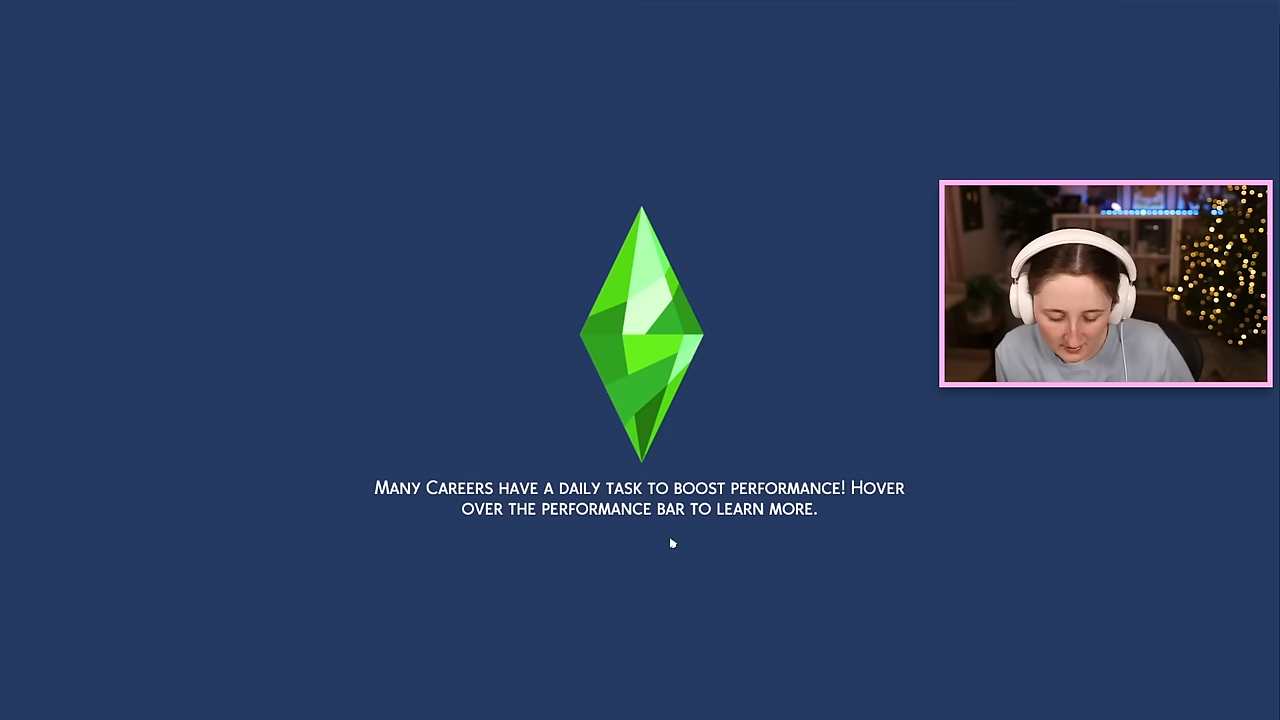 Many Careers have a daily task to boost performance! Hover
over the performance bar to learn more.